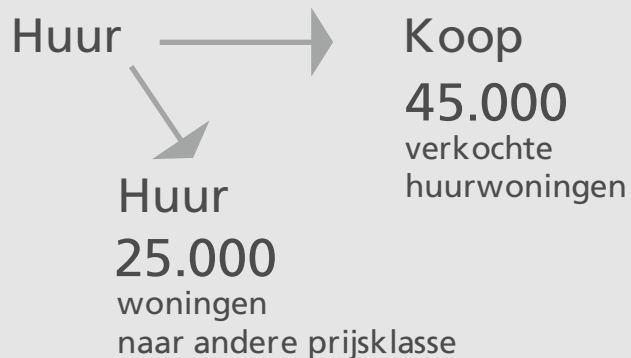 Huur
Koop
45.000
verkochte
huurwoningen
Huur
25.000
woningen
naar andere prijsklasse